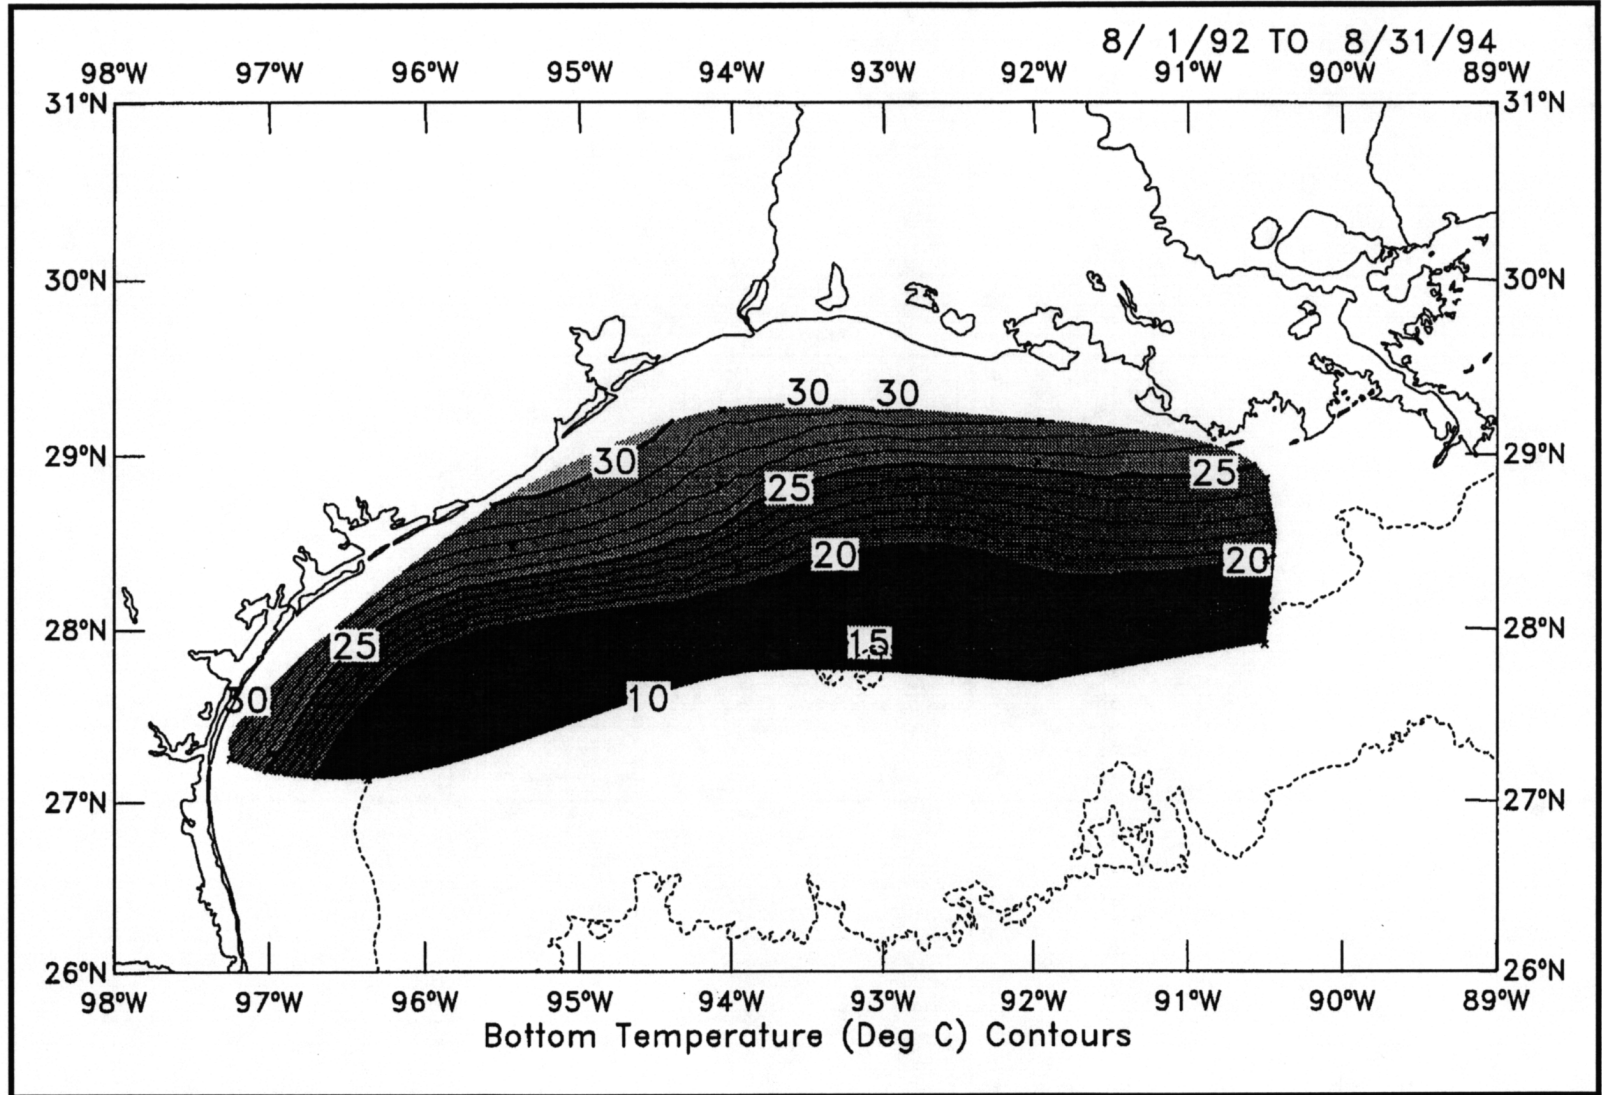 8/ 1/92 TO 8/31/94
98°W 97°W 96°W 95°W 94°W 93°W 92°W 91°W 90°W 89°W
31°N 31°N
30°N 30°N
30 30
29°N 30 25 25 29°N
20 20
28°N 25 15 28°N
30 10
27°N 27°N
26°N 26°N
98°W 97°W 96°W 95°W 94°W 93°W 92°W 91°W 90°W 89°W
Bottom Temperature (Deg C) Contours